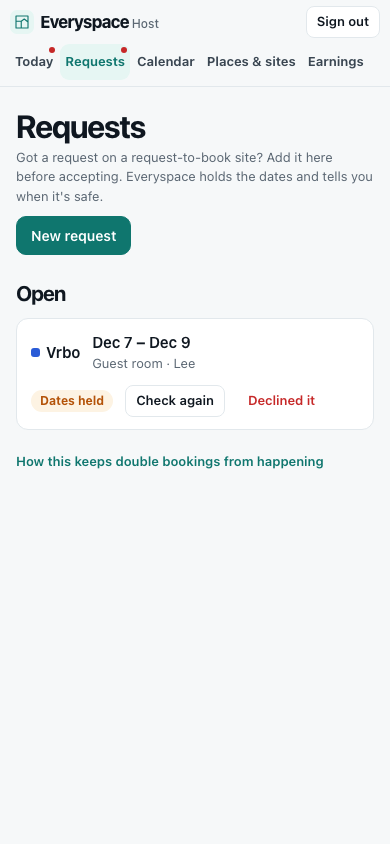 Everyspace Host
Sign out
Today Requests Calendar Places & sites Earnings
Requests
Got a request on a request-to-book site? Add it here
before accepting. Everyspace holds the dates and tells you
when it's safe.
New request
Open
Vrbo
Dec 7 – Dec 9
Guest room · Lee
Dates held
Check again
Declined it
How this keeps double bookings from happening